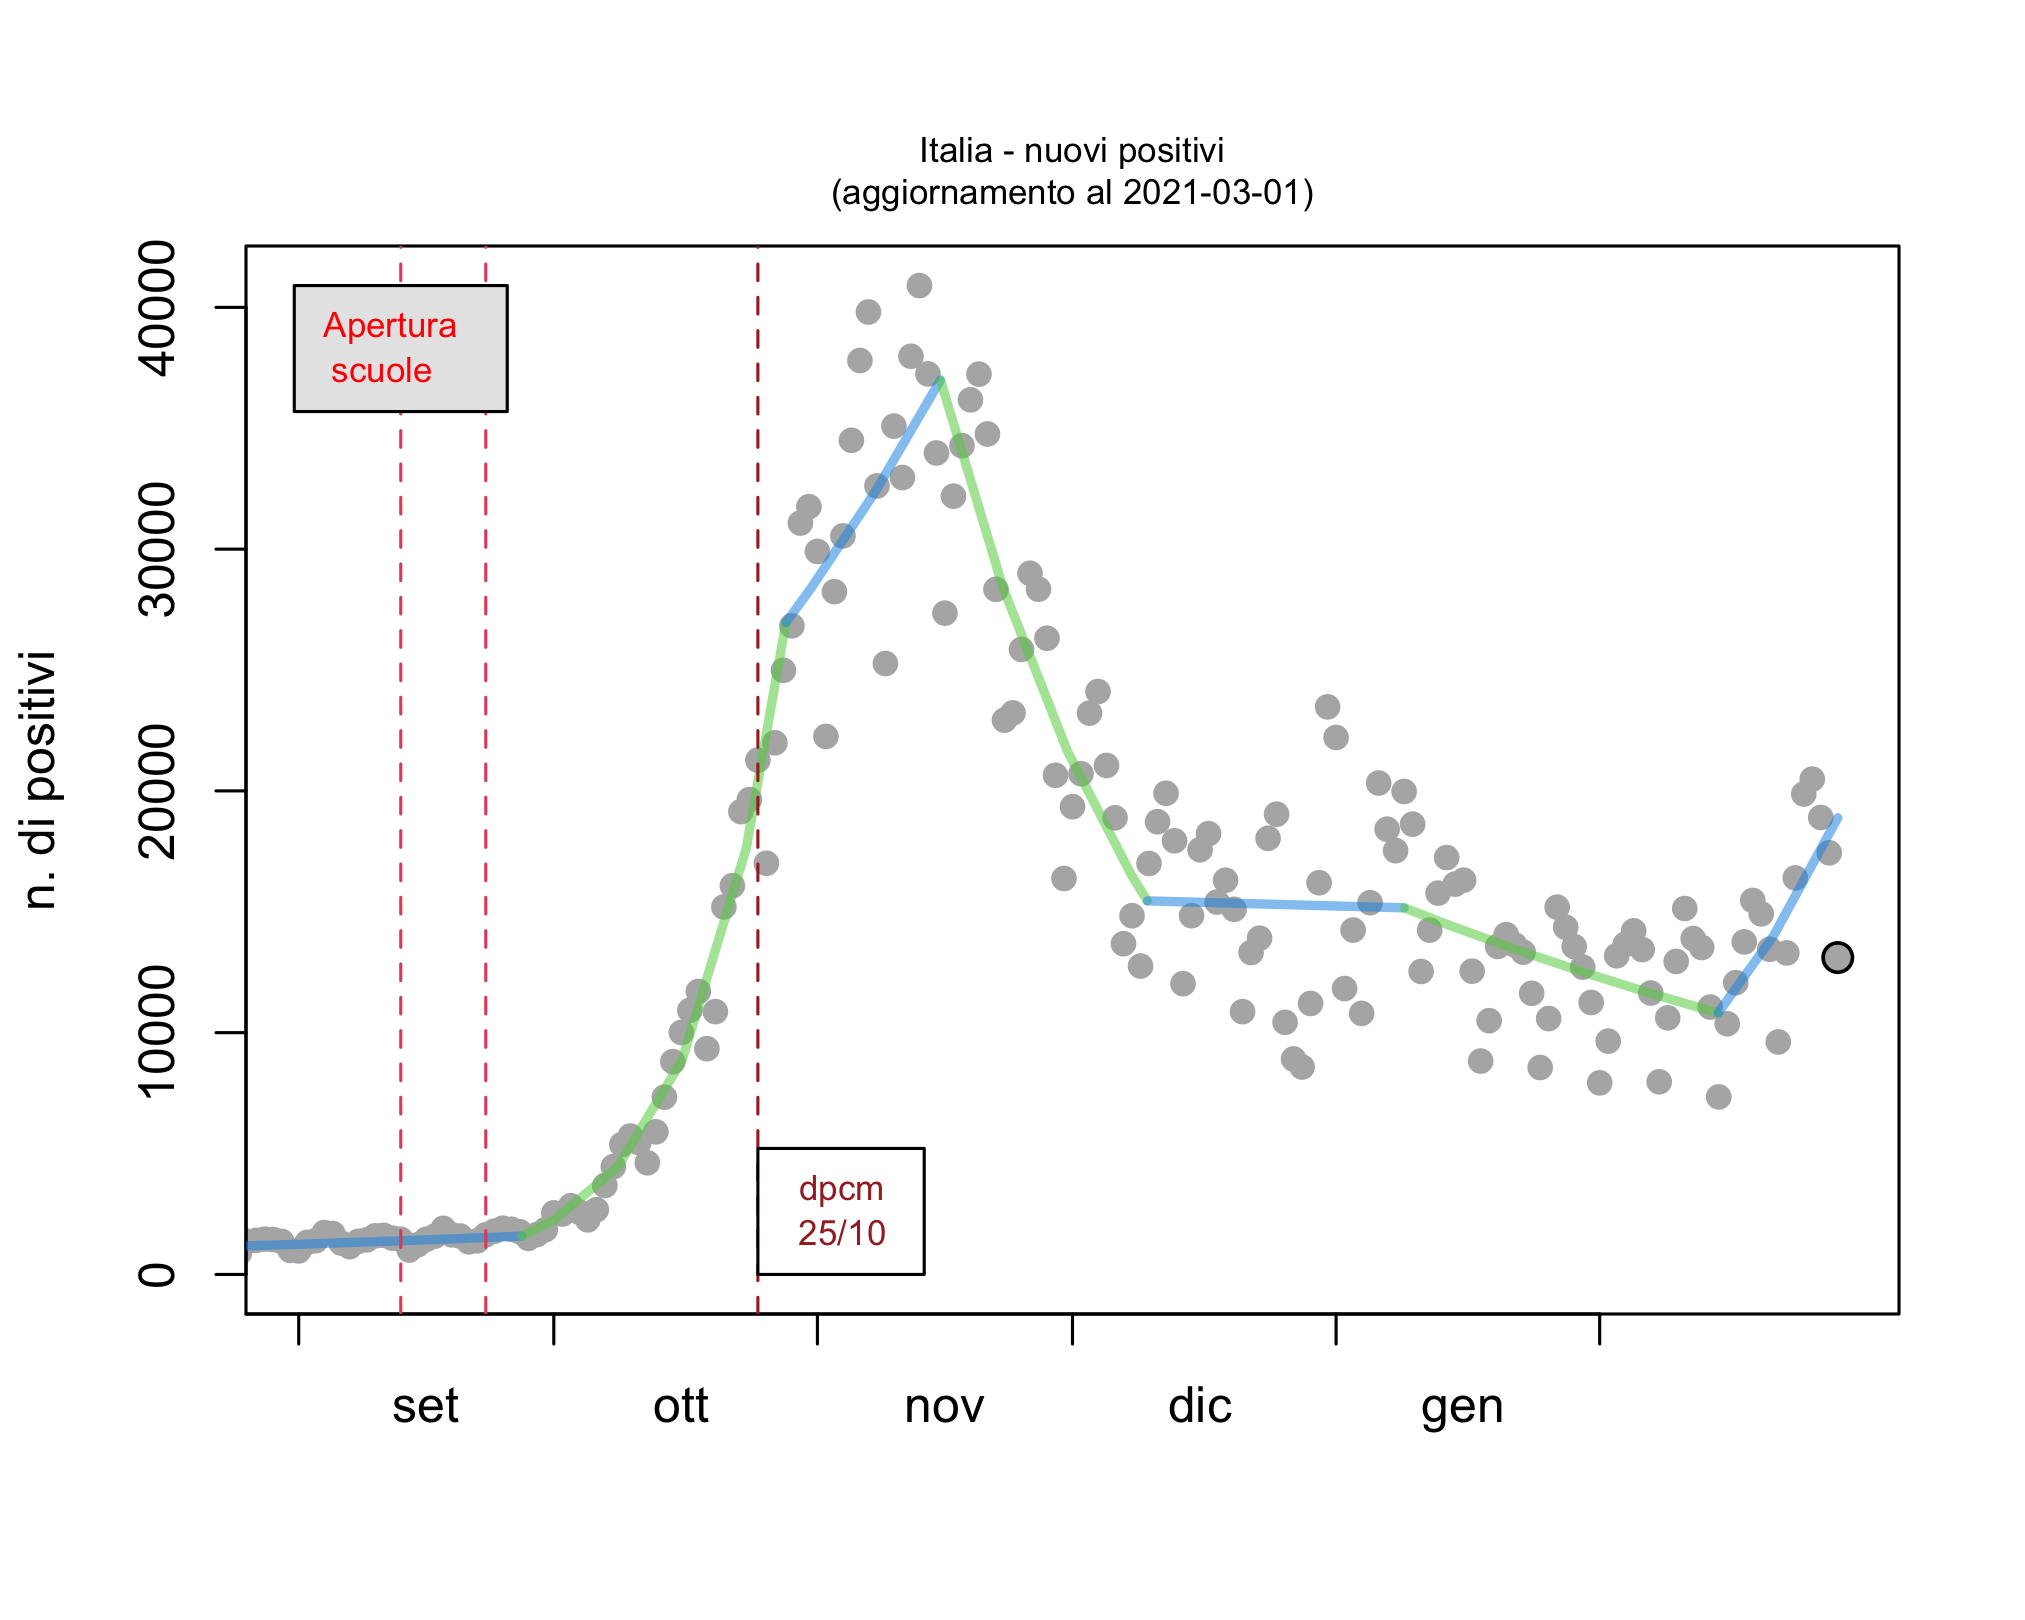 Italia - nuovi positivi
(aggiornamento al 2021-03-01)
n. di positivi
40000
30000
20000
10000
0
Apertura
scuole
dpcm
25/10
set
ott
nov
dic
gen